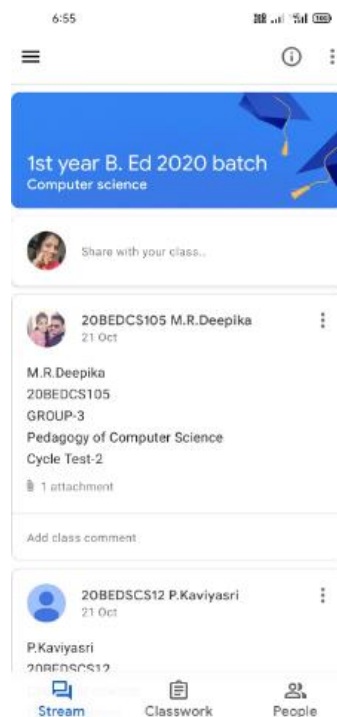 6:55
1st year B. Ed 2020 batch
Computer science
Share with your class..
20BEDCS105 M.R.Deepika
21 Oct
M.R.Deepika
20BEDCS105
GROUP-3
Pedagogy of Computer Science
Cycle Test-2
1 attachment
Add class comment
20BEDSCS12 P.Kaviyasri
21 Oct
P.Kaviyasri
20BEDSCS12
Stream Classwork People